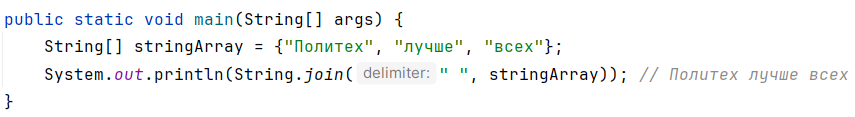 public static void main(String[] args) {
    String[] stringArray = {"Политех", "лучше", "всех"};
    System.out.println(String.join( delimiter: " ", stringArray)); // Политех лучше всех
}